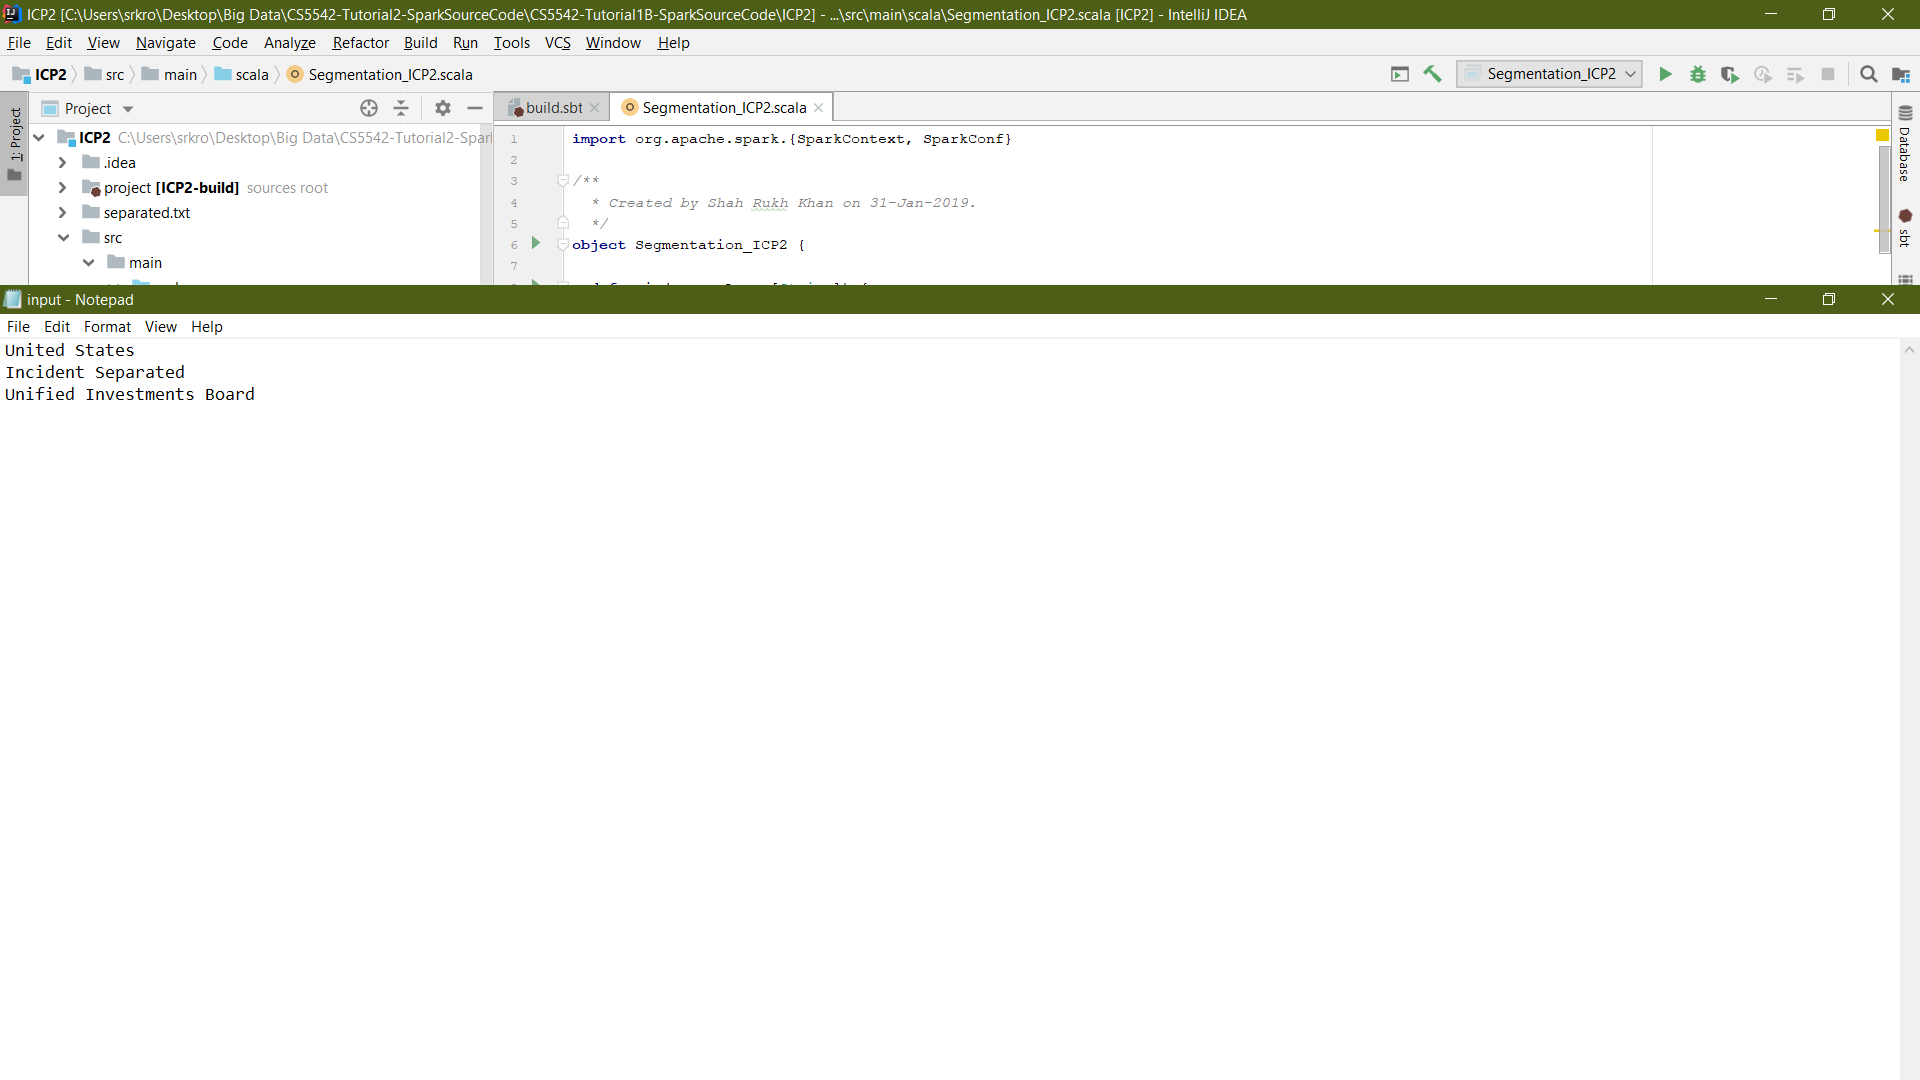 ICP2 [C:\Users\srkro\Desktop\Big Data\CS5542-Tutorial2-SparkSourceCode\CS5542-Tutorial1B-SparkSourceCode\ICP2] - ...\src\main\scala\Segmentation_ICP2.scala [ICP2] - IntelliJ IDEA
File Edit View Navigate Code Analyze Refactor Build Run Tools VCS Window Help
ICP2 src main scala Segmentation_ICP2.scala Segmentation_ICP2
1: Project
Project
ICP2 C:\Users\srkro\Desktop\Big Data\CS5542-Tutorial2-Spar
.idea
project [ICP2-build] sources root
separated.txt
src
main
build.sbt Segmentation_ICP2.scala
1 import org.apache.spark.{SparkContext, SparkConf}
2
3 /**
4 * Created by Shah Rukh Khan on 31-Jan-2019.
5 */
6 object Segmentation_ICP2 {
7
Database
sbt
input - Notepad
File Edit Format View Help
United States
Incident Separated
Unified Investments Board